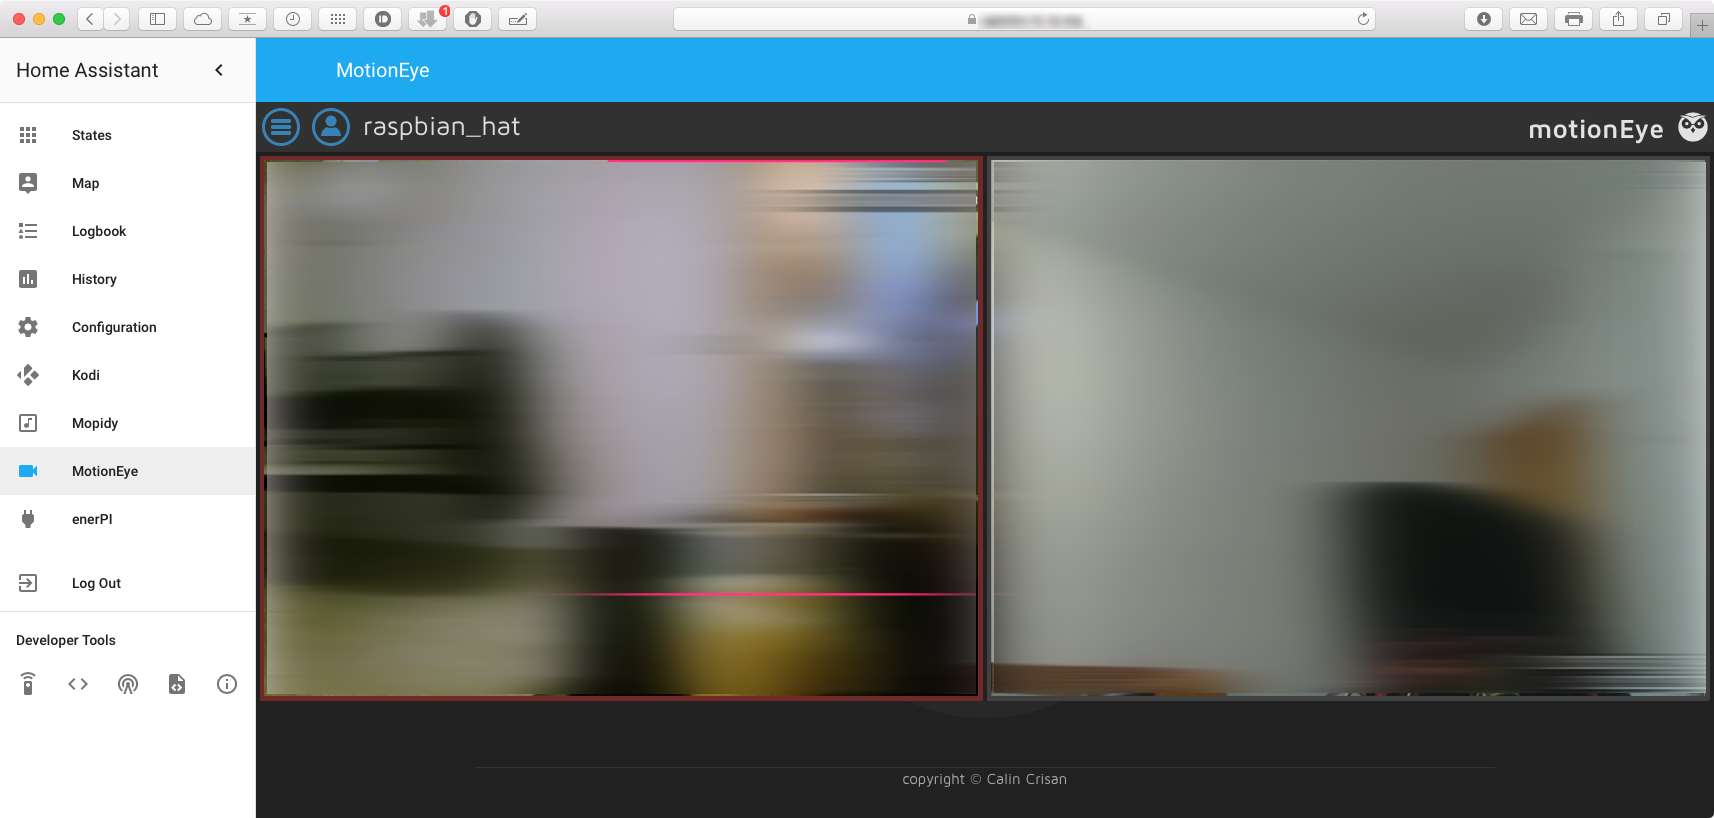 1
Home Assistant
MotionEye
raspbian_hat
motionEye
States
Map
Logbook
History
Configuration
Kodi
Mopidy
MotionEye
enerPI
Log Out
Developer Tools
copyright © Calin Crisan